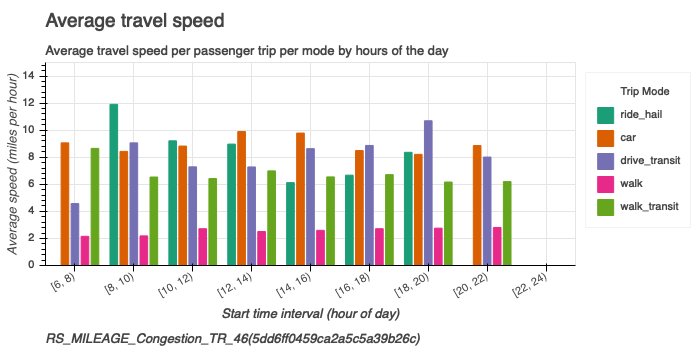 Average travel speed
Average travel speed per passenger trip per mode by hours of the day
Average speed (miles per hour)
14
12
10
8
6
4
2
0
[6, 8)
[8, 10)
[10, 12)
[12, 14)
[14, 16)
[16, 18)
[18, 20)
[20, 22)
[22, 24)
Start time interval (hour of day)
Trip Mode
ride_hail
car
drive_transit
walk
walk_transit
RS_MILEAGE_Congestion_TR_46(5dd6ff0459ca2a5c5a39b26c)